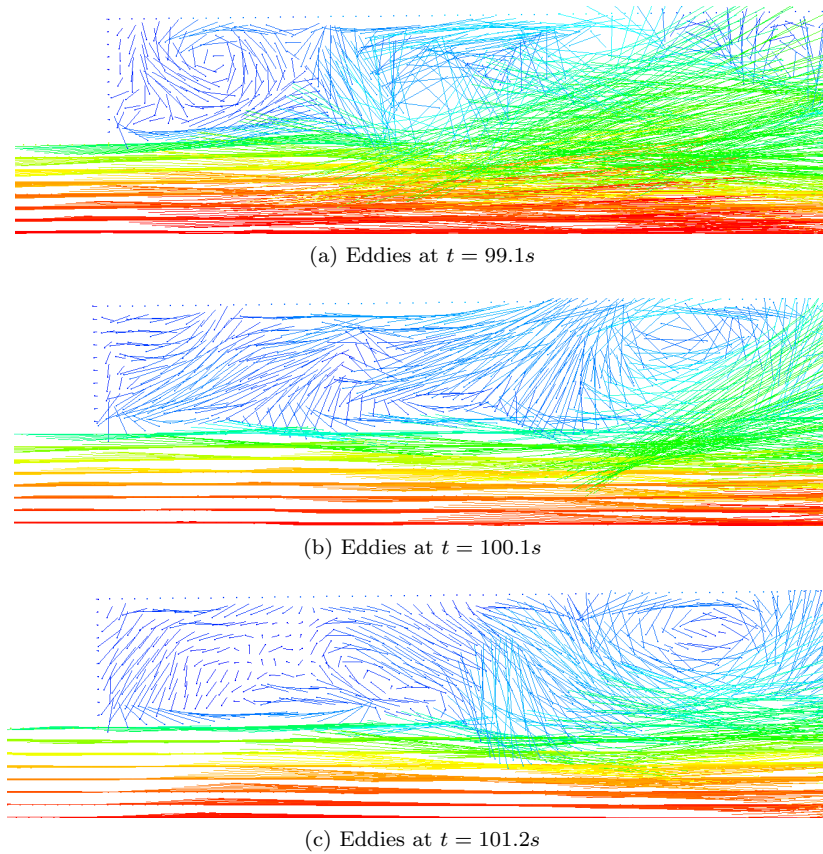 (a) Eddies at t = 99.1s
(b) Eddies at t = 100.1s
(c) Eddies at t = 101.2s